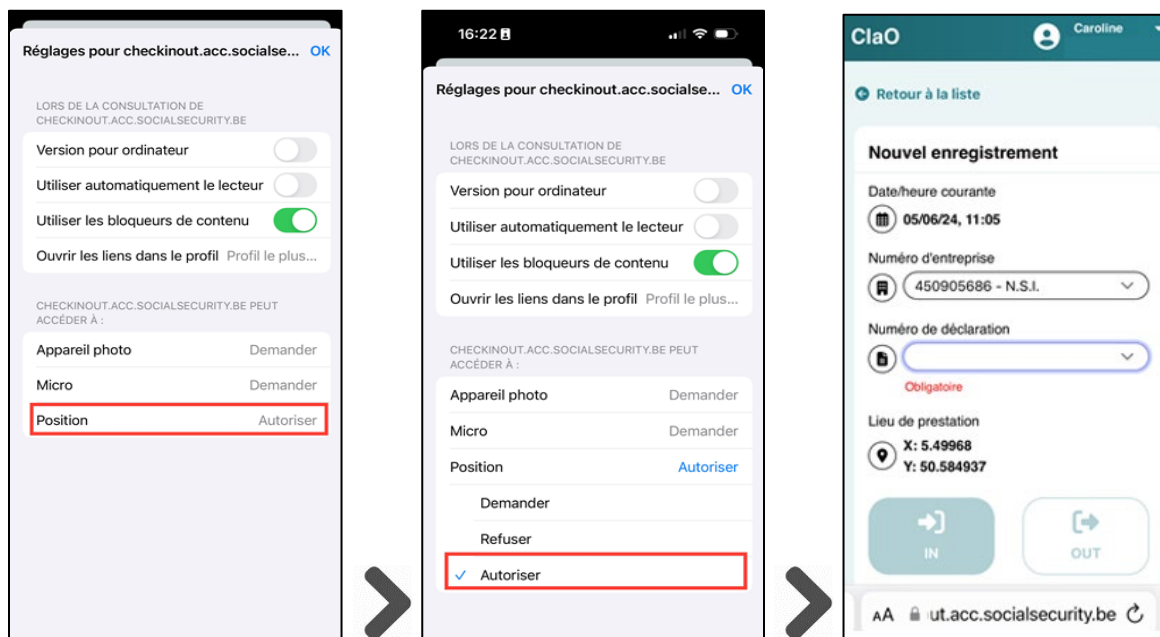 Réglages pour checkinout.acc.socialse... OK
LORS DE LA CONSULTATION DE
CHECKINOUT.ACC.SOCIALSECURITY.BE
Version pour ordinateur
Utiliser automatiquement le lecteur
Utiliser les bloqueurs de contenu
Ouvrir les liens dans le profil Profil le plus...
CHECKINOUT.ACC.SOCIALSECURITY.BE PEUT
ACCÉDER À :
Appareil photo Demander
Micro Demander
Position Autoriser
16:22
Réglages pour checkinout.acc.socialse... OK
LORS DE LA CONSULTATION DE
CHECKINOUT.ACC.SOCIALSECURITY.BE
Version pour ordinateur
Utiliser automatiquement le lecteur
Utiliser les bloqueurs de contenu
Ouvrir les liens dans le profil Profil le plus...
CHECKINOUT.ACC.SOCIALSECURITY.BE PEUT
ACCÉDER À :
Appareil photo Demander
Micro Demander
Position Autoriser
Demander
Refuser
Autoriser
CIaO Caroline
Retour à la liste
Nouvel enregistrement
Date/heure courante
05/06/24, 11:05
Numéro d'entreprise
450905686 - N.S.I.
Numéro de déclaration
Obligatoire
Lieu de prestation
X: 5.49968
Y: 50.584937
IN OUT
AA ut.acc.socialsecurity.be